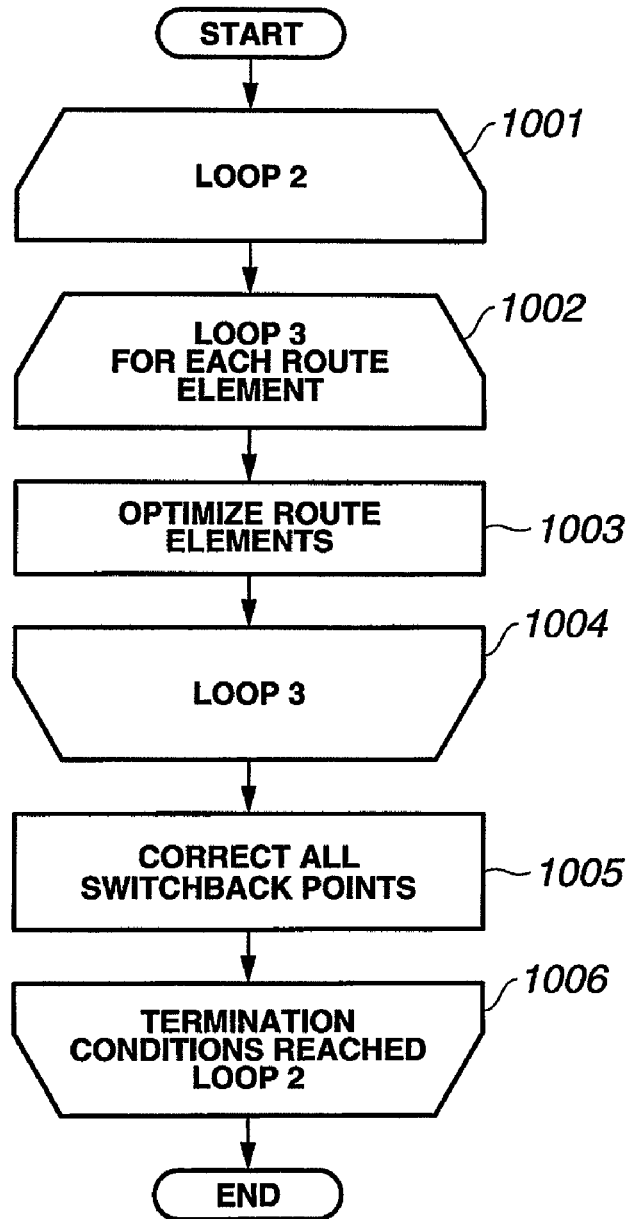 START
1001
LOOP 2
1002
LOOP 3
FOR EACH ROUTE
ELEMENT
OPTIMIZE ROUTE
ELEMENTS
1003
1004
LOOP 3
CORRECT ALL
SWITCHBACK POINTS
1005
1006
TERMINATION
CONDITIONS REACHED
LOOP 2
END